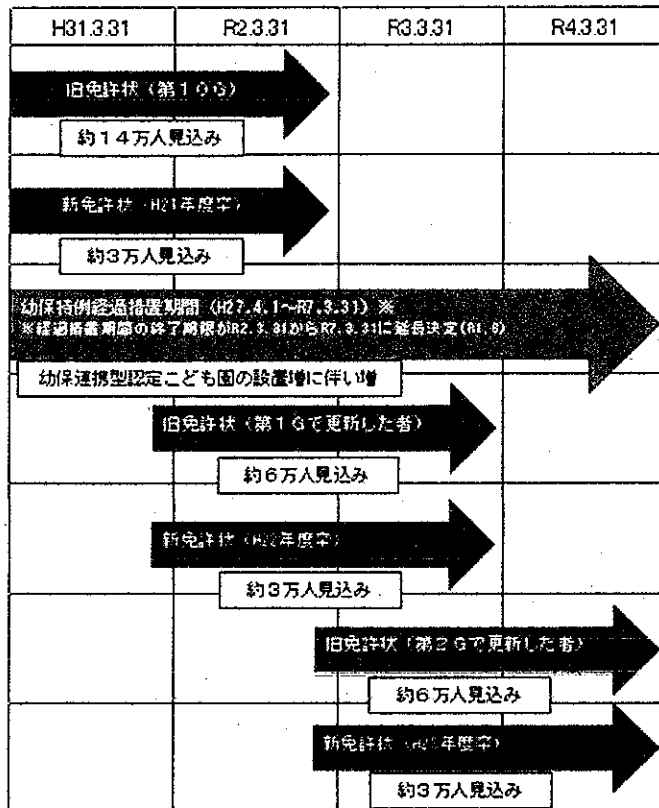 H31.3.31 R2.3.31 R3.3.31 R4.3.31
旧免許状（第１０Ｇ）
約１４万人見込み
新免許状（H21年度卒）
約３万人見込み
幼保特例経過措置期間（H27.4.1～R7.3.31）※
※経過措置期間の終了期限がR2.3.31からR7.3.31に延長決定(R1.6)
幼保連携型認定こども園の設置増に伴い増
旧免許状（第１Ｇで更新した者）
約６万人見込み
新免許状（H22年度卒）
約３万人見込み
旧免許状（第２Ｇで更新した者）
約６万人見込み
新免許状（年度卒）
約３万人見込み